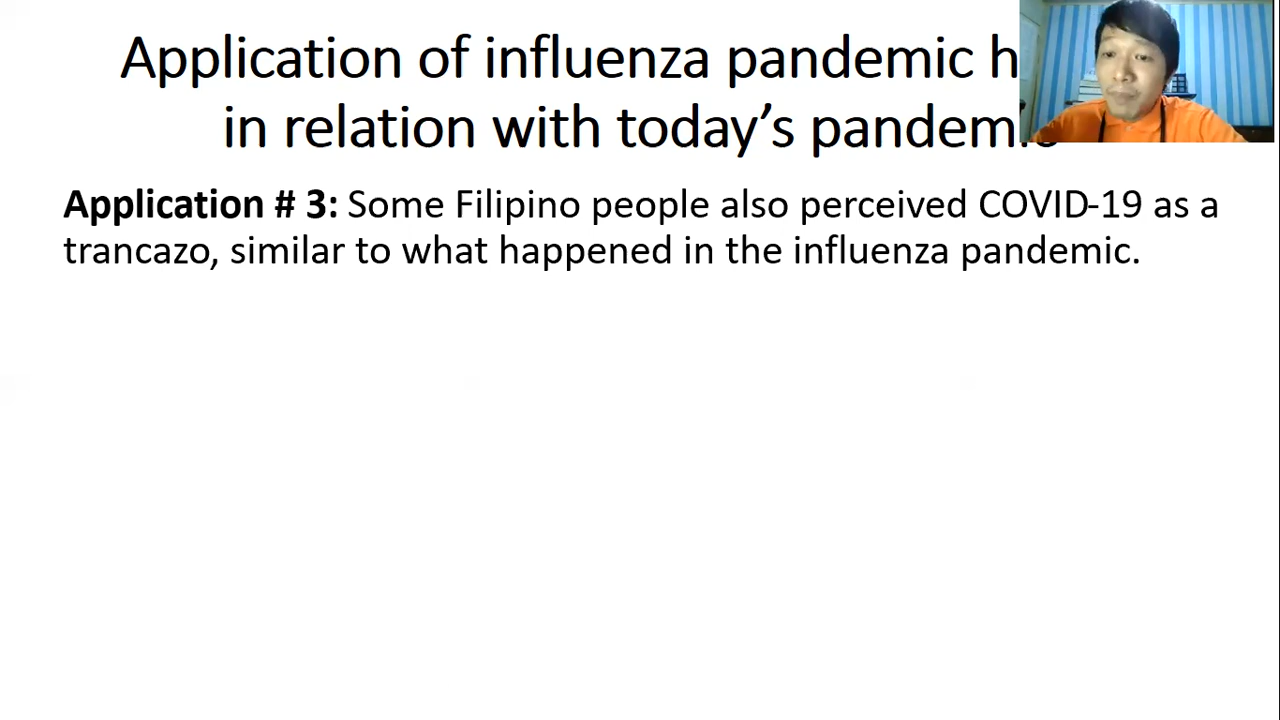 Application of influenza pandemic h
in relation with today's
Application # 3: Some Filipino people also perceived COVID-19 as a
trancazo, similar to what happened in the influenza pandemic.